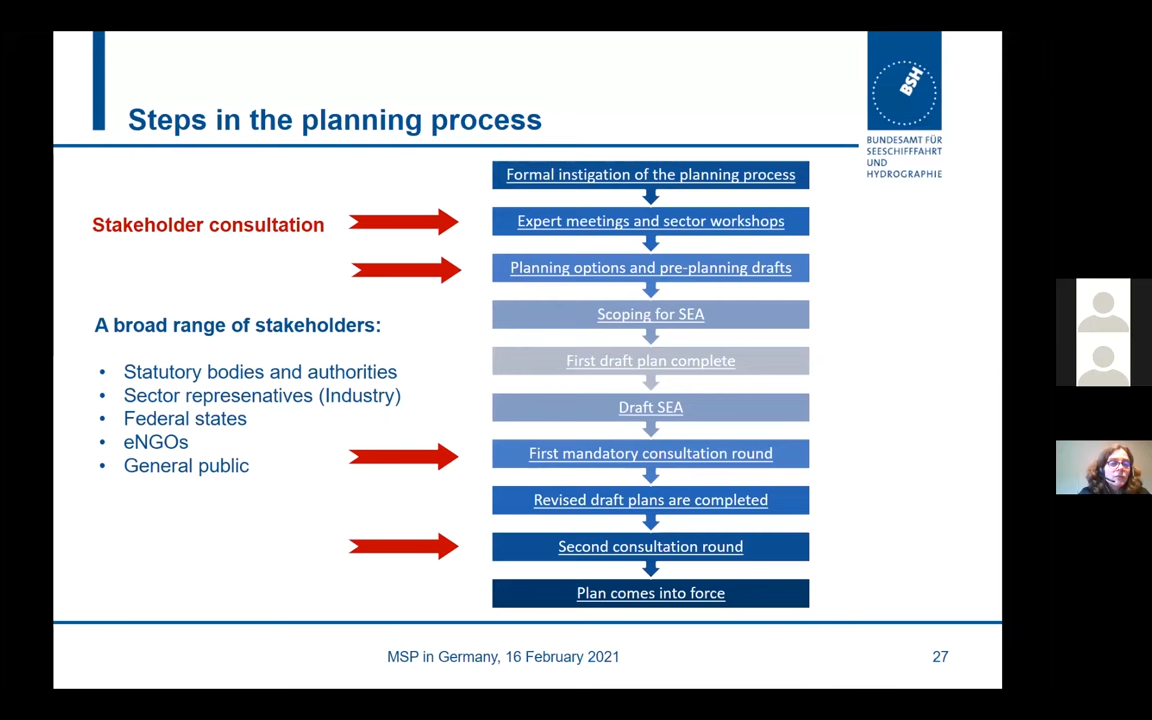 Steps in the planning process
BSH
BUNDESAMT FÜR
SEESCHIFFFAHRT
UND
HYDROGRAPHIE
Formal instigation of the planning process
Stakeholder consultation
Expert meetings and sector workshops
Planning options and pre-planning drafts
Scoping for SEA
A broad range of stakeholders:
First draft plan complete
• Statutory bodies and authorities
• Sector represenatives (Industry)
• Federal states
• eNGOs
• General public
Draft SEA
First mandatory consultation round
Revised draft plans are completed
Second consultation round
Plan comes into force
MSP in Germany, 16 February 2021
27